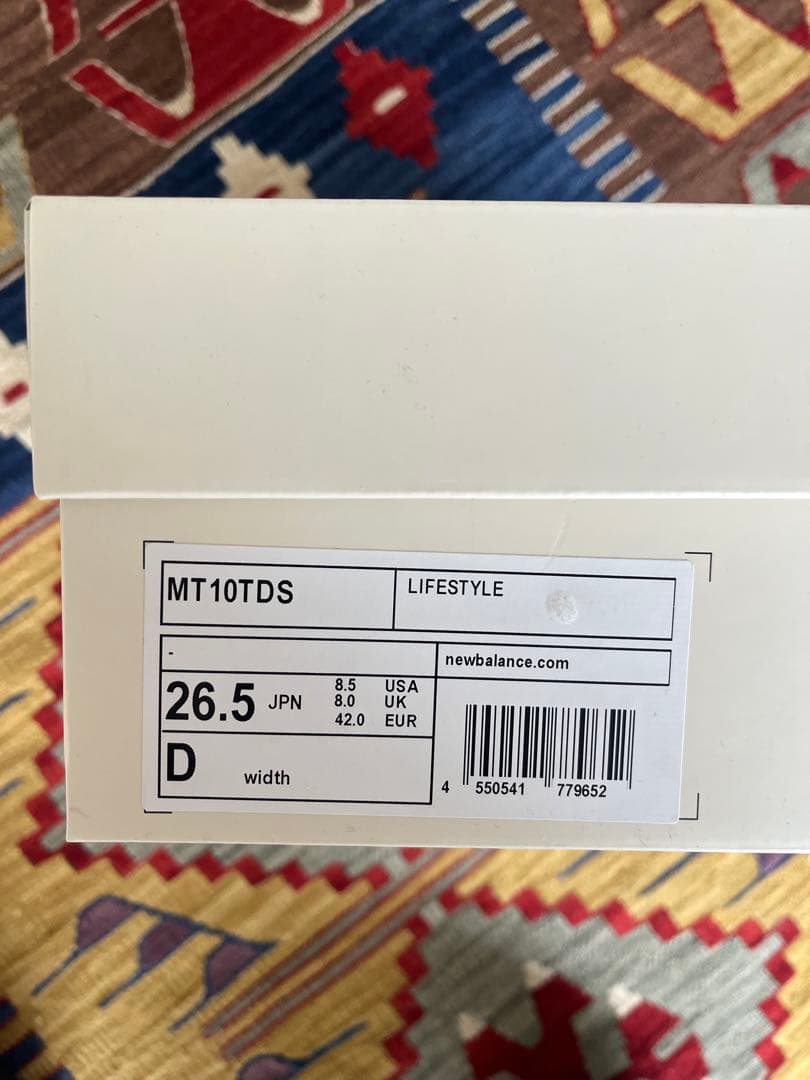 MT10TDS
LIFESTYLE
-
newbalance.com
26.5 JPN
8.5 USA
8.0 UK
42.0 EUR
D width
4 550541 779652